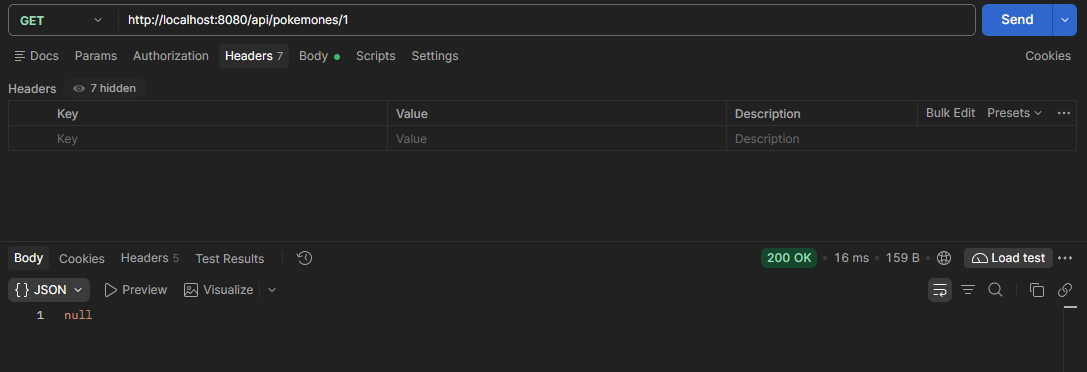 GET http://localhost:8080/api/pokemones/1 Send
Docs Params Authorization Headers 7 Body Scripts Settings Cookies
Headers 7 hidden
Key Value Description Bulk Edit Presets
Key Value Description
Body Cookies Headers 5 Test Results 200 OK • 16 ms • 159 B Load test
{} JSON Preview Visualize
1 null